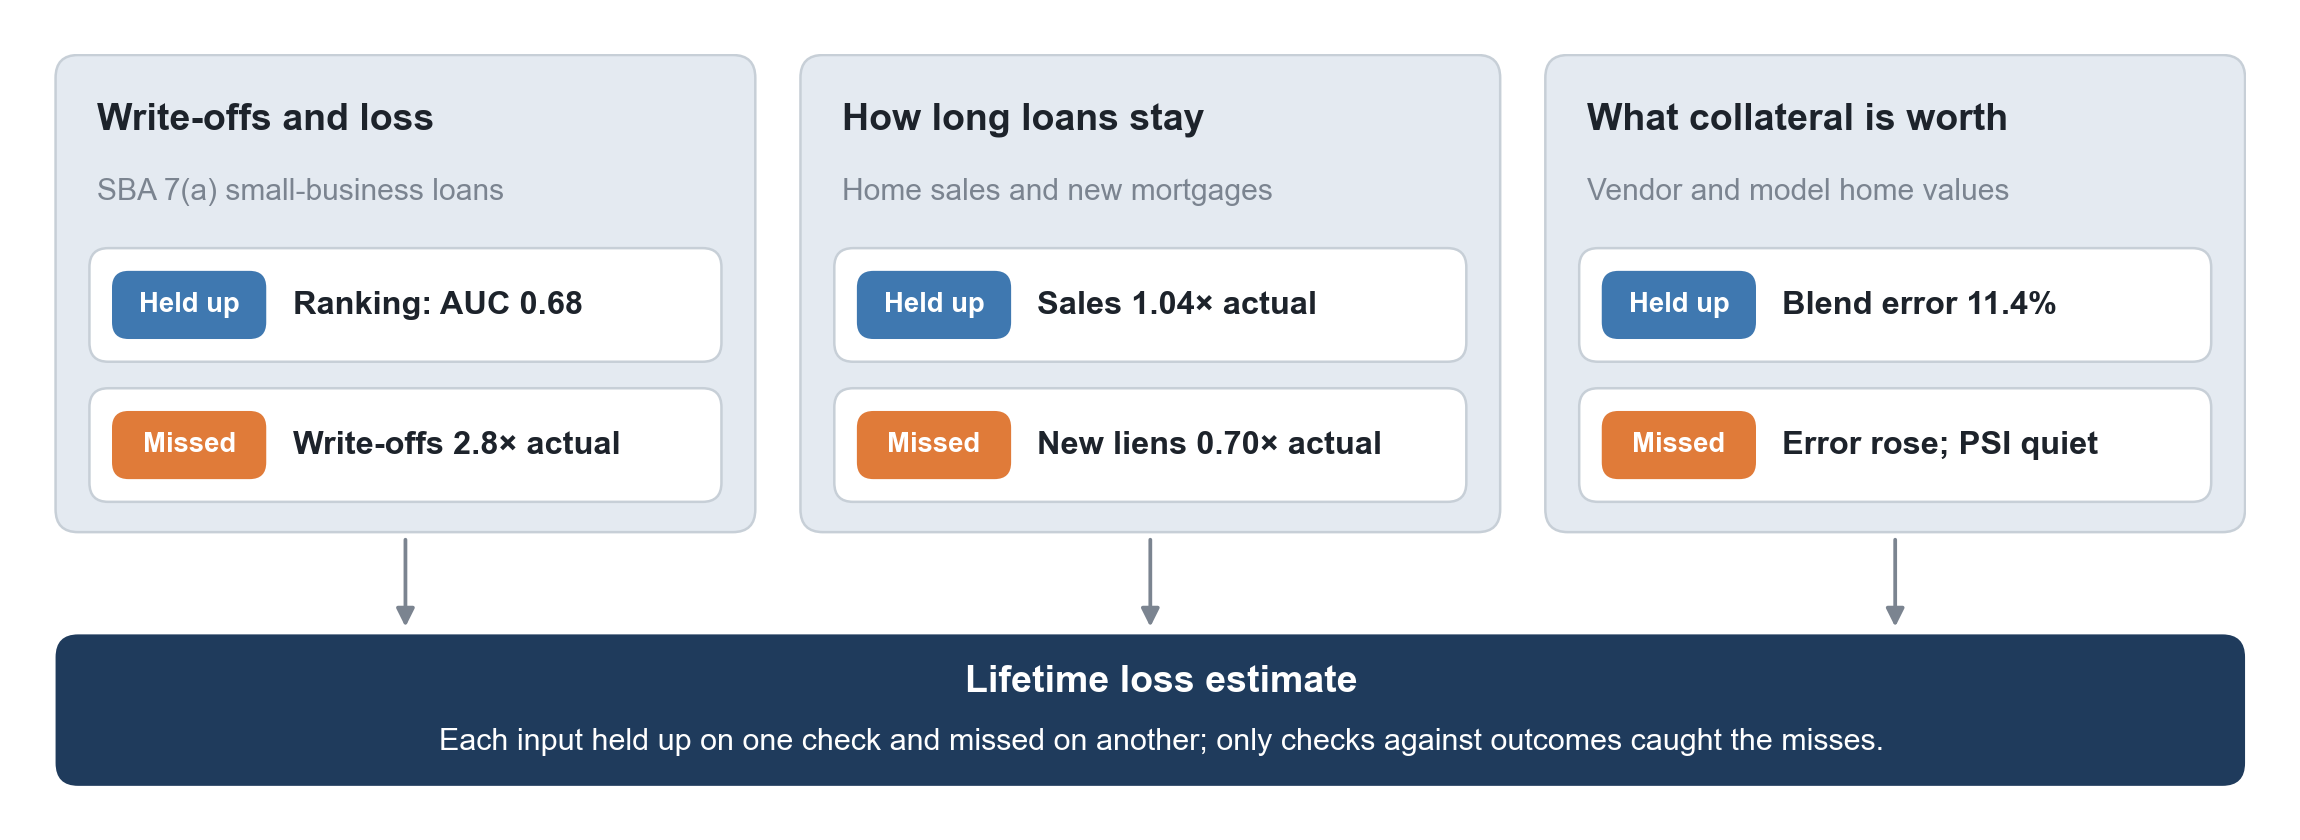 Write-offs and loss
SBA 7(a) small-business loans
Held up
Ranking: AUC 0.68
Missed
Write-offs 2.8× actual
How long loans stay
Home sales and new mortgages
Held up
Sales 1.04× actual
Missed
New liens 0.70× actual
What collateral is worth
Vendor and model home values
Held up
Blend error 11.4%
Missed
Error rose; PSI quiet
Lifetime loss estimate
Each input held up on one check and missed on another; only checks against outcomes caught the misses.